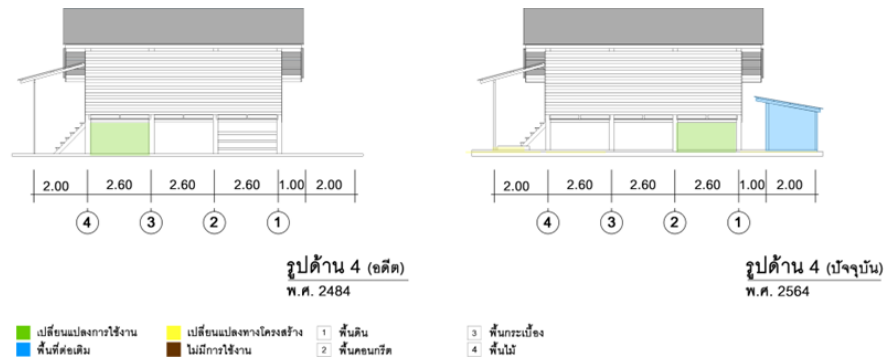 2.00 2.60 2.60 2.60 1.00 2.00
4 3 2 1
รูปด้าน 4 (อดีต)
พ.ศ. 2484
2.00 2.60 2.60 2.60 1.00 2.00
4 3 2 1
รูปด้าน 4 (ปัจจุบัน)
พ.ศ. 2564
เปลี่ยนแปลงการใช้งาน
พื้นที่ต่อเติม
เปลี่ยนแปลงทางโครงสร้าง
ไม่มีการใช้งาน
1 พื้นดิน
2 พื้นคอนกรีต
3 พื้นกระเบื้อง
4 พื้นไม้